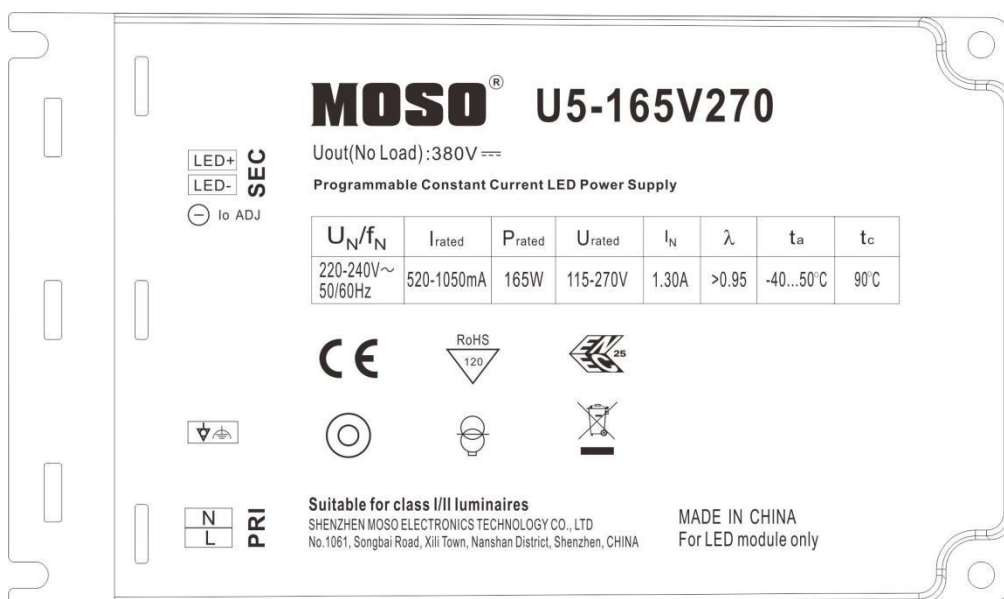 MOSO® U5-165V270
Uout(No Load):380V⎓
Programmable Constant Current LED Power Supply
LED+
LED-
SEC
Io ADJ
UN/fN Irated Prated Urated IN λ ta tc
220-240V~ 50/60Hz 520-1050mA 165W 115-270V 1.30A >0.95 -40...50°C 90°C
CE
RoHS
120
ENEC 25
N
L
PRI
Suitable for class I/II luminaires
SHENZHEN MOSO ELECTRONICS TECHNOLOGY CO., LTD
No.1061, Songbai Road, Xili Town, Nanshan District, Shenzhen, CHINA
MADE IN CHINA
For LED module only